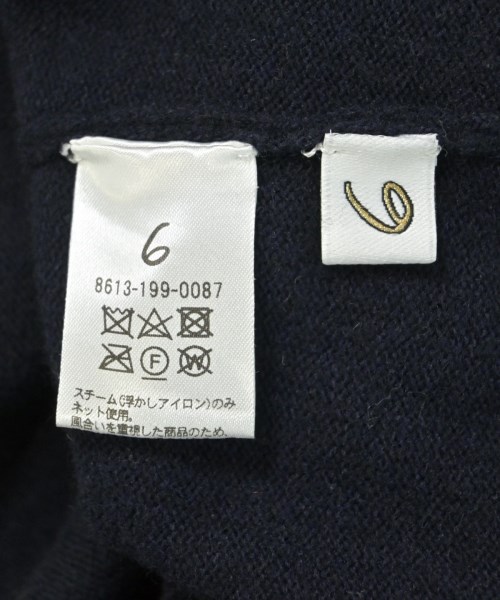 6
6
8613-199-0087
F
W
スチーム(浮かしアイロン)のみ
ネット使用。
風合いを重視した商品のため、